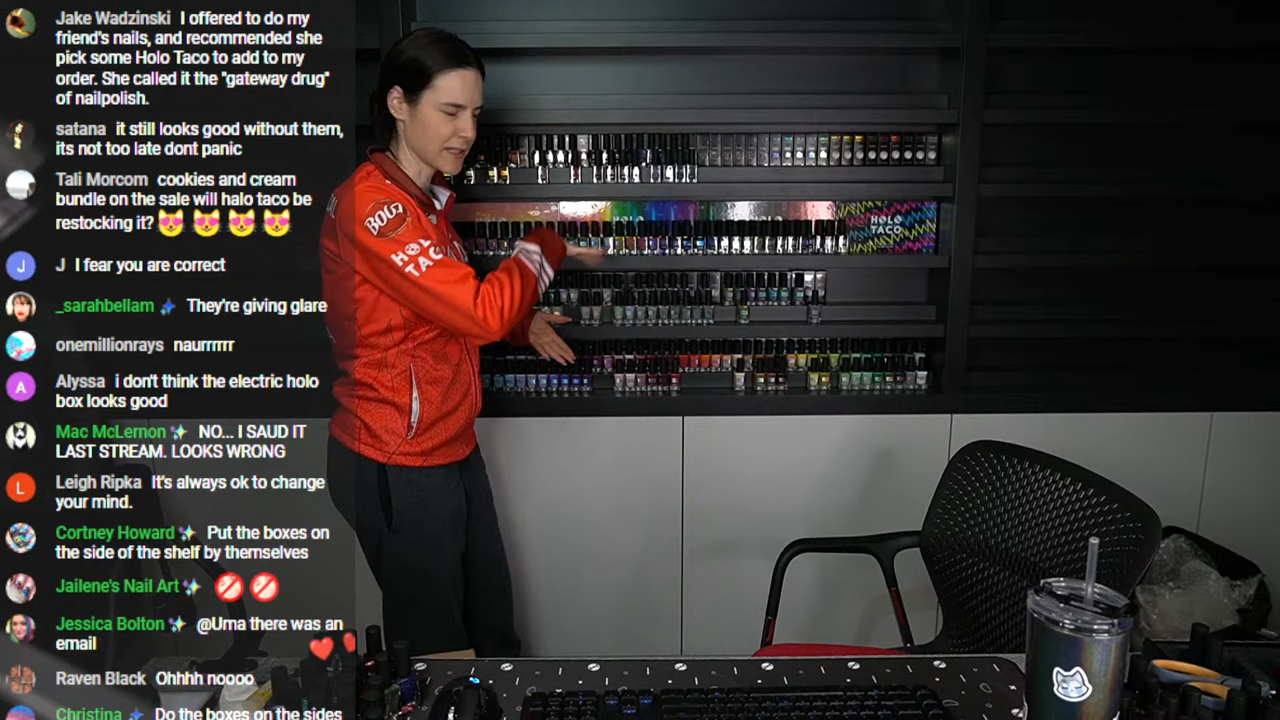 Jake Wadzinski I offered to do my
friend's nails, and recommended she
pick some Holo Taco to add to my
order. She called it the "gateway drug"
of nailpolish.
satana it still looks good without them,
its not too late dont panic
Tali Morcom cookies and cream
bundle on the sale will halo taco be
restocking it?😻 😻 😻 😻
J J I fear you are correct
_sarahbellam They're giving glare
onemillionrays naurrrrrr
A Alyssa i don't think the electric holo
box looks good
Mac McLernon NO... I SAUD IT
LAST STREAM. LOOKS WRONG
L Leigh Ripka It's always ok to change
your mind.
Cortney Howard Put the boxes on
the side of the shelf by themselves
Jailene's Nail Art
Jessica Bolton @Uma there was an
email
Raven Black Ohhhh noooo
Christina Do the boxes on the sides
HOLO
TACO
HOLO
HOLO
TACO